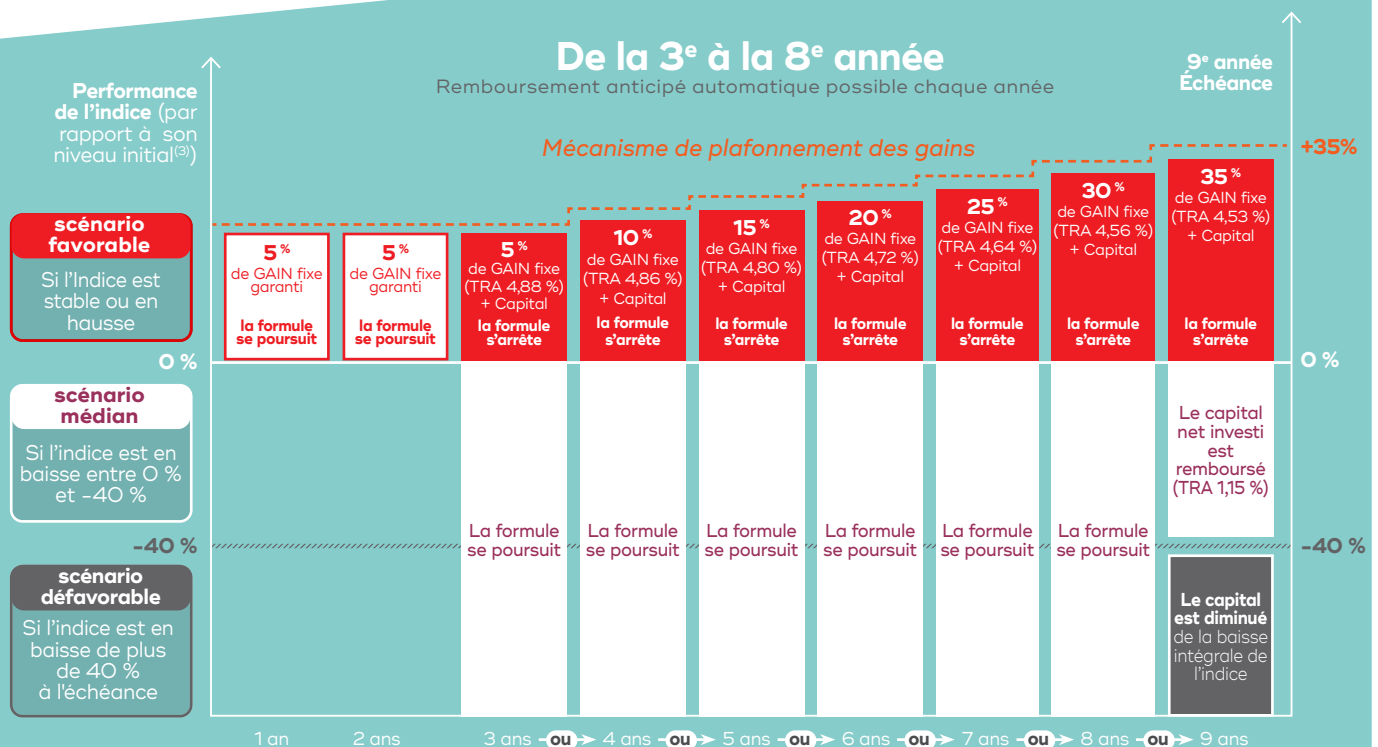 De la 3e à la 8e année
Remboursement anticipé automatique possible chaque année
9e année
Échéance
Performance
de l'indice (par
rapport à son
niveau initial(3))
Mécanisme de plafonnement des gains
+35%
scénario
favorable
Si l'Indice est
stable ou en
hausse
5 %
de GAIN fixe
garanti
la formule
se poursuit
5 %
de GAIN fixe
garanti
la formule
se poursuit
5 %
de GAIN fixe
(TRA 4,88 %)
+ Capital
la formule
s'arrête
10 %
de GAIN fixe
(TRA 4,86 %)
+ Capital
la formule
s'arrête
15 %
de GAIN fixe
(TRA 4,80 %)
+ Capital
la formule
s'arrête
20 %
de GAIN fixe
(TRA 4,72 %)
+ Capital
la formule
s'arrête
25 %
de GAIN fixe
(TRA 4,64 %)
+ Capital
la formule
s'arrête
30 %
de GAIN fixe
(TRA 4,56 %)
+ Capital
la formule
s'arrête
35 %
de GAIN fixe
(TRA 4,53 %)
+ Capital
la formule
s'arrête
0 %
0 %
scénario
médian
Si l'indice est en
baisse entre 0 %
et -40 %
Le capital
net investi
est
remboursé
(TRA 1,15 %)
-40 %
La formule
se poursuit
La formule
se poursuit
La formule
se poursuit
La formule
se poursuit
La formule
se poursuit
La formule
se poursuit
-40 %
scénario
défavorable
Si l'indice est en
baisse de plus
de 40 %
à l'échéance
Le capital
est diminué
de la baisse
intégrale de
l'indice
1 an 2 ans 3 ans ou 4 ans ou 5 ans ou 6 ans ou 7 ans ou 8 ans ou 9 ans